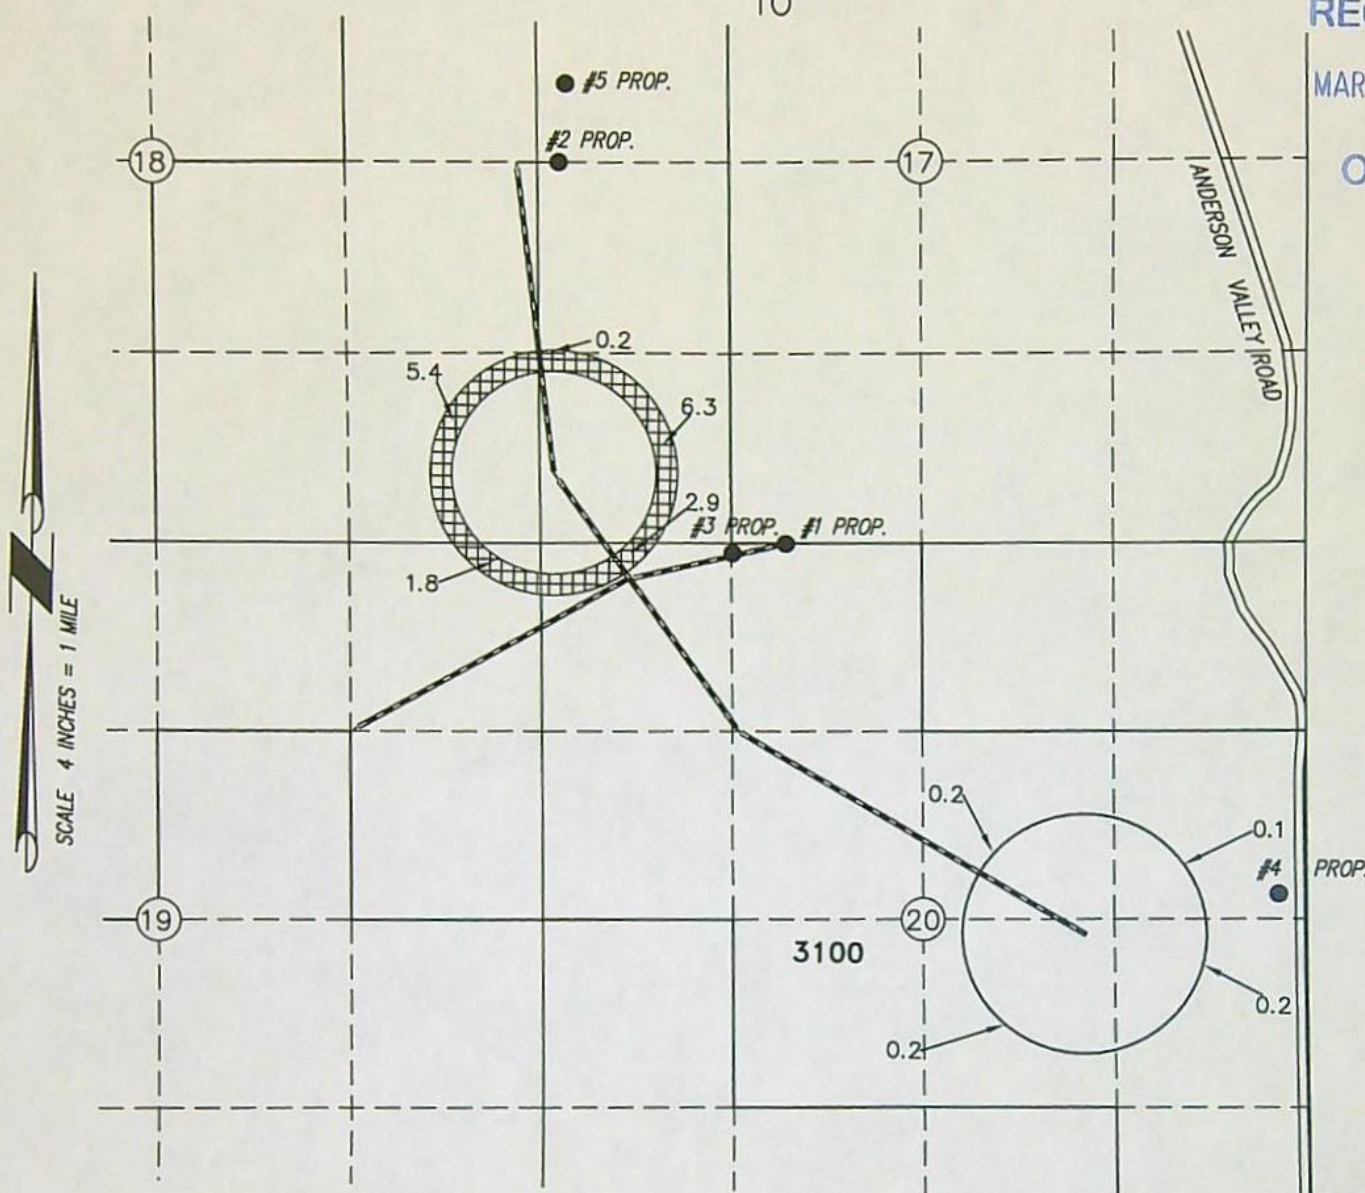 10
REC
MAR
#5 PROP.
#2 PROP.
18
17
O
ANDERSON VALLEY ROAD
0.2
5.4
6.3
2.9
#3 PROP.
#1 PROP.
1.8
SCALE 4 INCHES = 1 MILE
0.2
0.1
#4 PROP.
19
20
3100
0.2
0.2